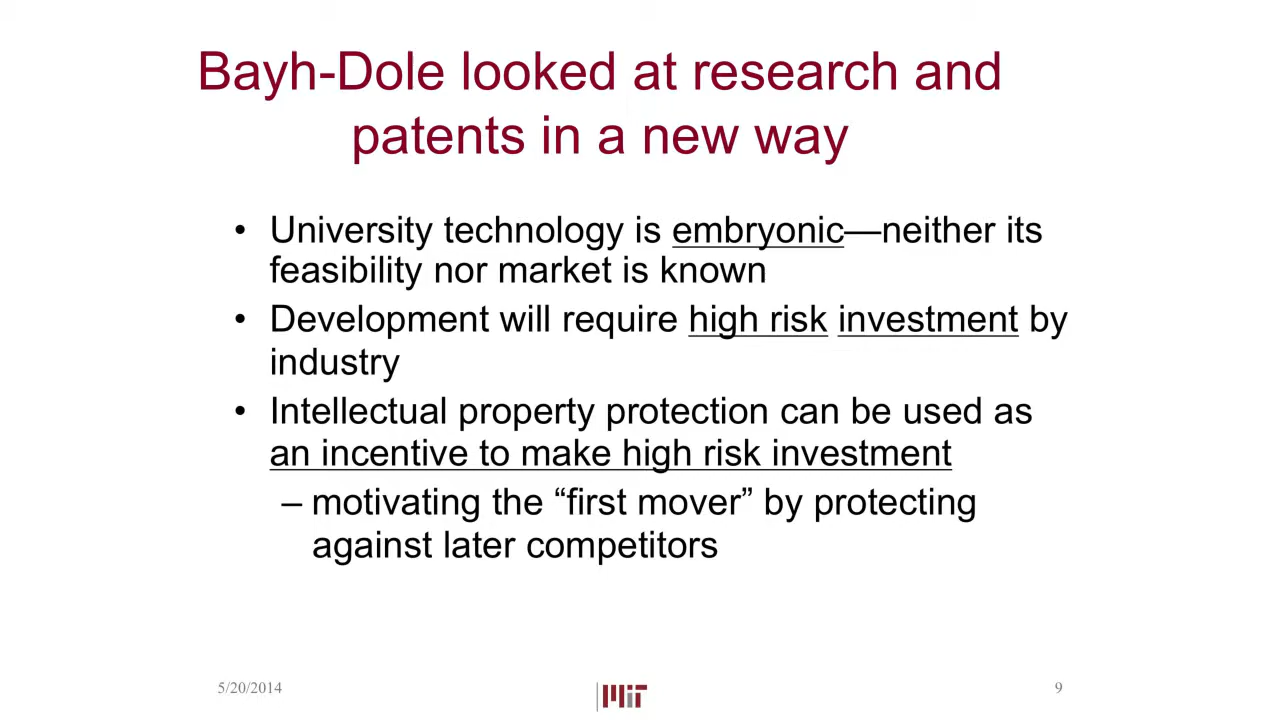 Bayh-Dole looked at research and
patents in a new way
• University technology is embryonic—neither its
feasibility nor market is known
• Development will require high risk investment by
industry
• Intellectual property protection can be used as
an incentive to make high risk investment
– motivating the “first mover” by protecting
against later competitors
5/20/2014
MIT
9